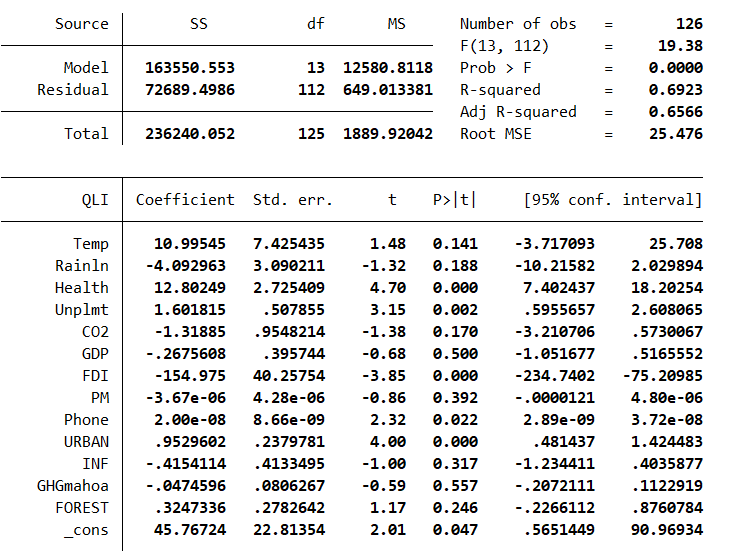 Source SS df MS Number of obs = 126
F(13, 112) = 19.38
Model 163550.553 13 12580.8118 Prob > F = 0.0000
Residual 72689.4986 112 649.013381 R-squared = 0.6923
Adj R-squared = 0.6566
Total 236240.052 125 1889.92042 Root MSE = 25.476
QLI Coefficient Std. err. t P>|t| [95% conf. interval]
Temp 10.99545 7.425435 1.48 0.141 -3.717093 25.708
Rainln -4.092963 3.090211 -1.32 0.188 -10.21582 2.029894
Health 12.80249 2.725409 4.70 0.000 7.402437 18.20254
Unplmt 1.601815 .507855 3.15 0.002 .5955657 2.608065
CO2 -1.31885 .9548214 -1.38 0.170 -3.210706 .5730067
GDP -.2675608 .395744 -0.68 0.500 -1.051677 .5165552
FDI -154.975 40.25754 -3.85 0.000 -234.7402 -75.20985
PM -3.67e-06 4.28e-06 -0.86 0.392 -.0000121 4.80e-06
Phone 2.00e-08 8.66e-09 2.32 0.022 2.89e-09 3.72e-08
URBAN .9529602 .2379781 4.00 0.000 .481437 1.424483
INF -.4154114 .4133495 -1.00 0.317 -1.234411 .4035877
GHGmahoa -.0474596 .0806267 -0.59 0.557 -.2072111 .1122919
FOREST .3247336 .2782642 1.17 0.246 -.2266112 .8760784
_cons 45.76724 22.81354 2.01 0.047 .5651449 90.96934